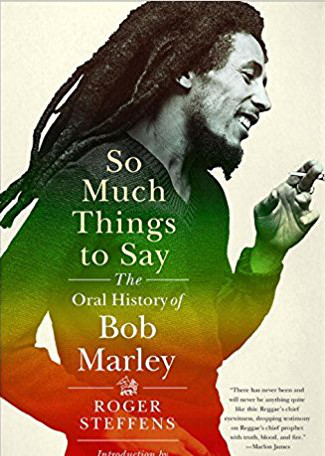 So
Much
Things
to Say
The
Oral History of
Bob
Marley
ROGER
STEFFENS
Introduction by
"There has never been and
will never be anything quite
like this: Reggae's chief
eyewitness, dropping testimony
on Reggae's chief prophet
with truth, blood, and fire."
—Marlon James